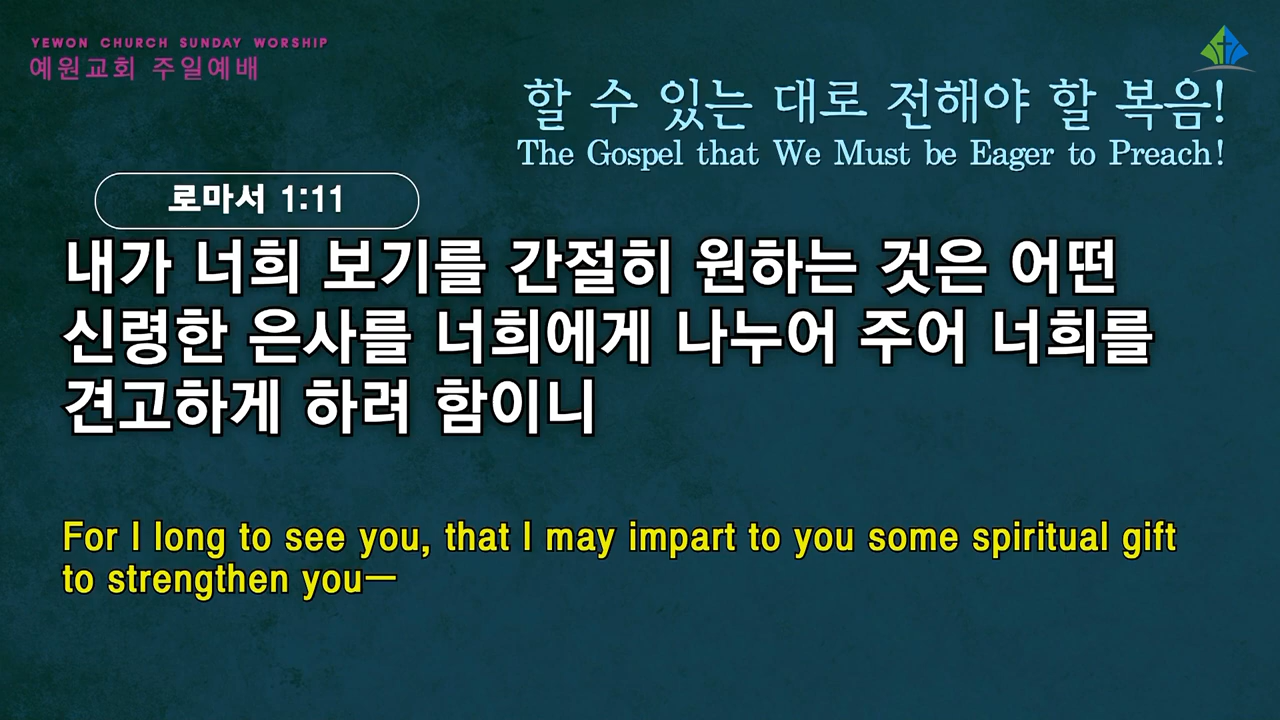 YEWON CHURCH SUNDAY WORSHIP
예원교회 주일예배
할 수 있는 대로 전해야 할 복음!
The Gospel that We Must be Eager to Preach!
로마서 1:11
내가 너희 보기를 간절히 원하는 것은 어떤
신령한 은사를 너희에게 나누어 주어 너희를
견고하게 하려 함이니
For I long to see you, that I may impart to you some spiritual gift
to strengthen you—